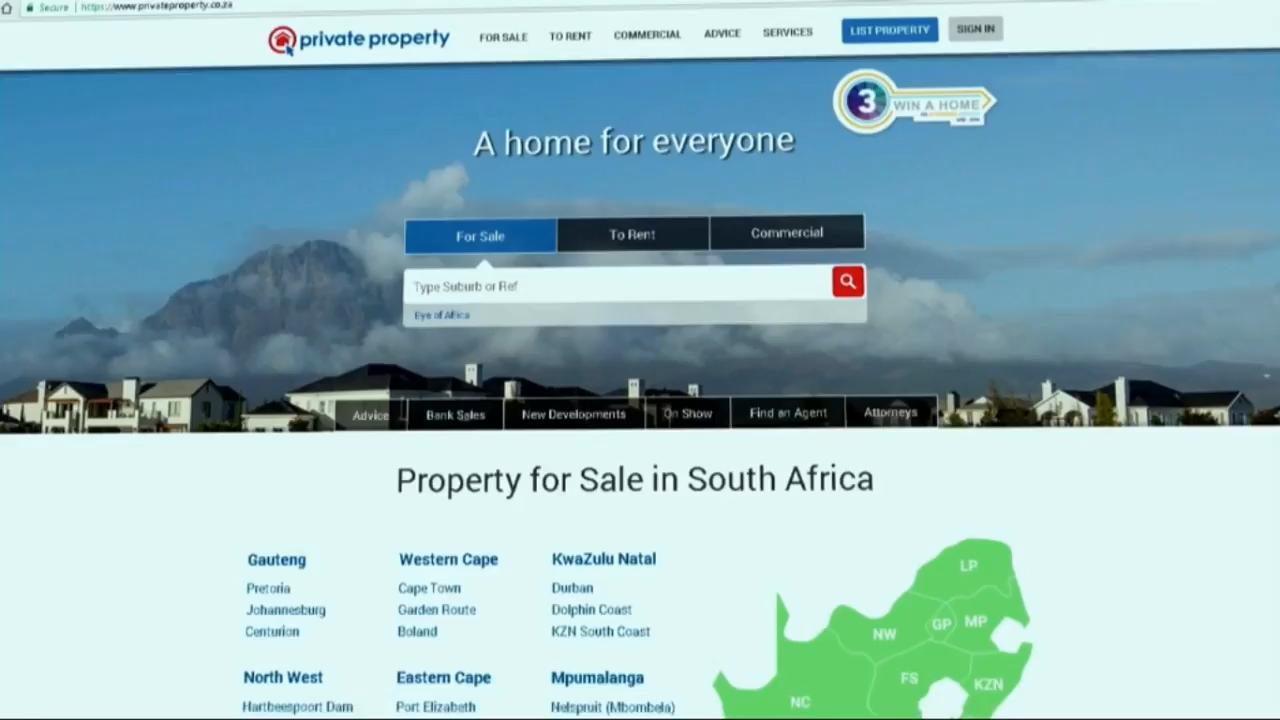 Secure | https://www.privateproperty.co.za
private property FOR SALE TO RENT COMMERCIAL ADVICE SERVICES LIST PROPERTY SIGN IN
3 WIN A HOME
A home for everyone
For Sale To Rent Commercial
Type Suburb or Ref
Eye of Africa
Advice Bank Sales New Developments On Show Find an Agent Attorneys
Property for Sale in South Africa
Gauteng Western Cape KwaZulu Natal
Pretoria Cape Town Durban
Johannesburg Garden Route Dolphin Coast
Centurion Boland KZN South Coast
North West Eastern Cape Mpumalanga
Hartbeespoort Dam Port Elizabeth Nelspruit (Mbombela)
LP
NW GP MP
FS KZN
NC